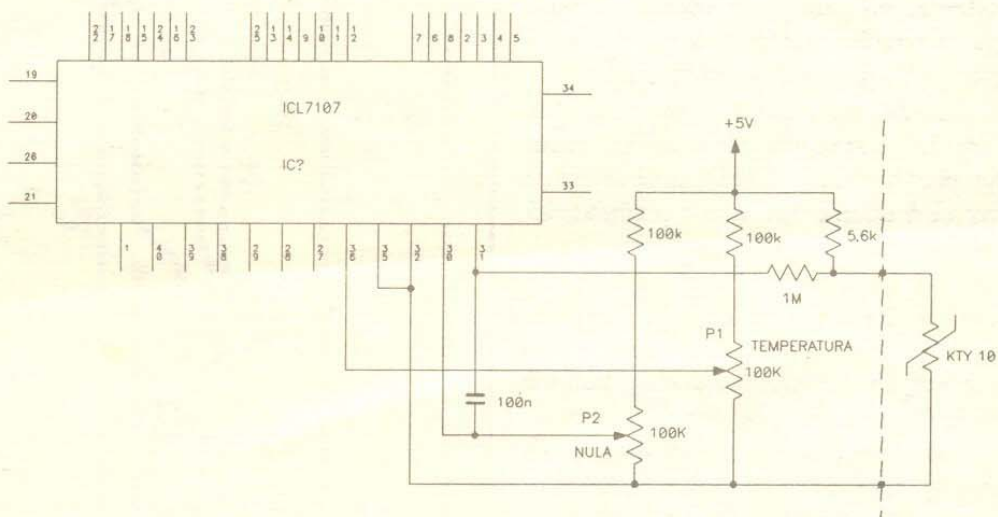 22 17 18 15 24 16 23 25 13 14 9 10 11 12 7 6 8 2 3 4 5
19
34
ICL7107
20
+5V
IC?
26
33
21
1 40 39 38 29 28 27 36 35 32 30 31
100k
100k
5,6k
1M
P1
TEMPERATURA
KTY 10
100K
100n
P2
100K
NULA